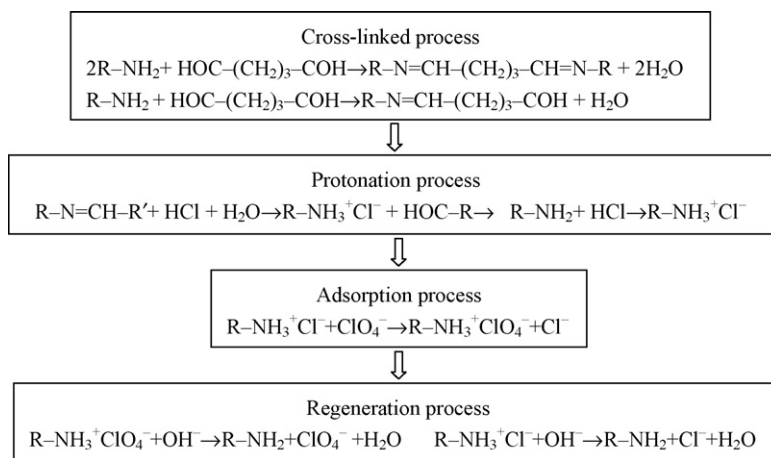 Cross-linked process
2R–NH₂+ HOC–(CH₂)₃–COH→R–N=CH–(CH₂)₃–CH=N–R + 2H₂O
R–NH₂ + HOC–(CH₂)₃–COH→R–N=CH–(CH₂)₃–COH + H₂O
Protonation process
R–N=CH–R′+ HCl + H₂O→R–NH₃⁺Cl⁻ + HOC–R→ R–NH₂+ HCl→R–NH₃⁺Cl⁻
Adsorption process
R–NH₃⁺Cl⁻+ClO₄⁻→R–NH₃⁺ClO₄⁻+Cl⁻
Regeneration process
R–NH₃⁺ClO₄⁻+OH⁻→R–NH₂+ClO₄⁻ +H₂O R–NH₃⁺Cl⁻+OH⁻→R–NH₂+Cl⁻+H₂O